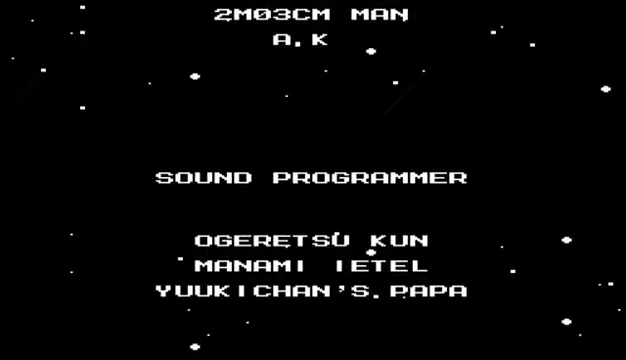 2M03CM MAN
A.K
SOUND PROGRAMMER
OGERETSU KUN
MANAMI IETEL
YUUKICHAN'S.PAPA